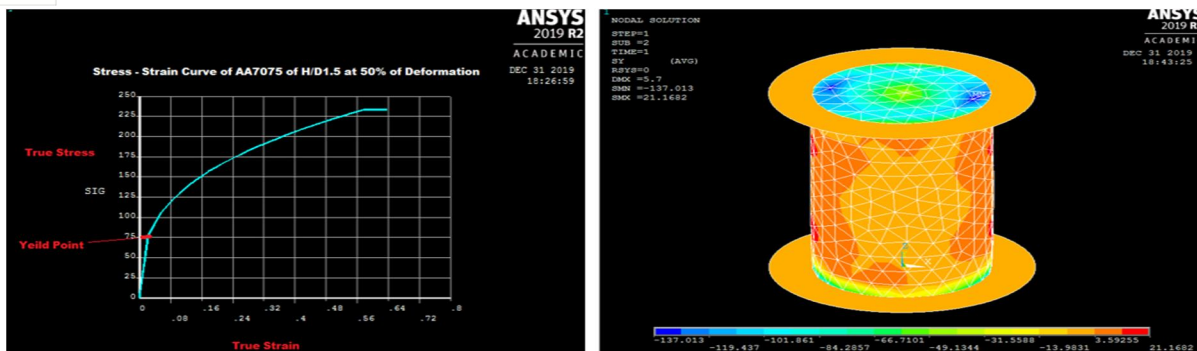 ANSYS
2019 R2
ACADEMIC
DEC 31 2019
18:26:59
Stress - Strain Curve of AA7075 of H/D1.5 at 50% of Deformation
250
225
200
175
150
125
100
75
50
25
0
True Stress
SIG
Yeild Point
0
.08
.16
.24
.32
.4
.48
.56
.64
.72
.8
True Strain
1
NODAL SOLUTION
STEP=1
SUB =2
TIME=1
SY (AVG)
RSYS=0
DMX =5.7
SMN =-137.013
SMX =21.1682
ANSYS
2019 R2
ACADEMIC
DEC 31 2019
18:43:25
-137.013
-119.437
-101.861
-84.2857
-66.7101
-49.1344
-31.5588
-13.9831
3.59255
21.1682